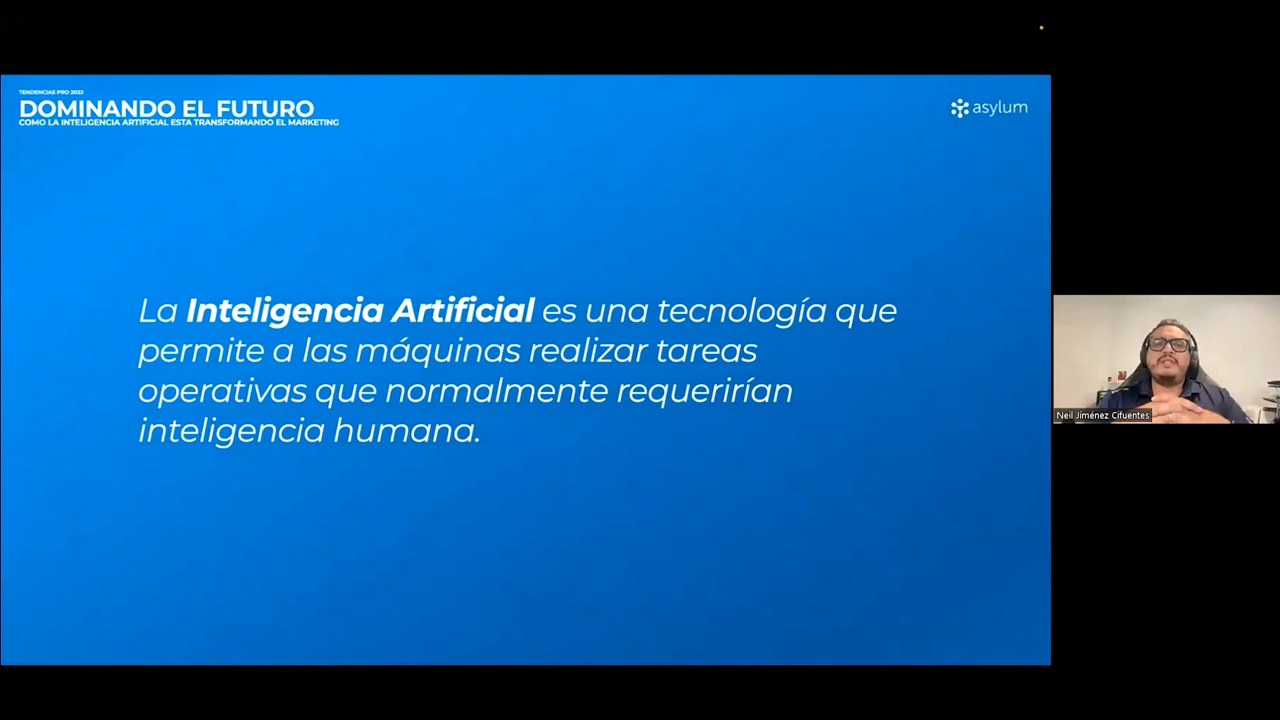 TENDENCIAS PRO 2023
DOMINANDO EL FUTURO
COMO LA INTELIGENCIA ARTIFICIAL ESTA TRANSFORMANDO EL MARKETING
asylum
La Inteligencia Artificial es una tecnología que
permite a las máquinas realizar tareas
operativas que normalmente requerirían
inteligencia humana.
Neil Jiménez Cifuentes